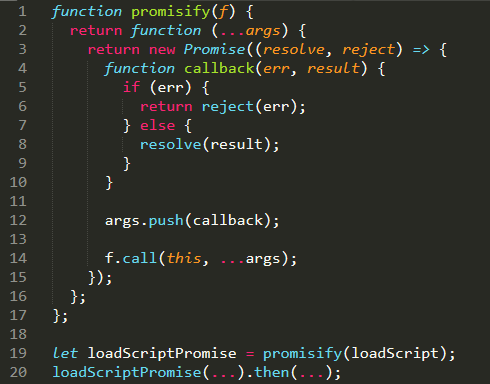 1 function promisify(f) {
2   return function (...args) {
3     return new Promise((resolve, reject) => {
4       function callback(err, result) {
5         if (err) {
6           return reject(err);
7         } else {
8           resolve(result);
9         }
10       }
11
12       args.push(callback);
13
14       f.call(this, ...args);
15     });
16   };
17 };
18
19 let loadScriptPromise = promisify(loadScript);
20 loadScriptPromise(...).then(...);